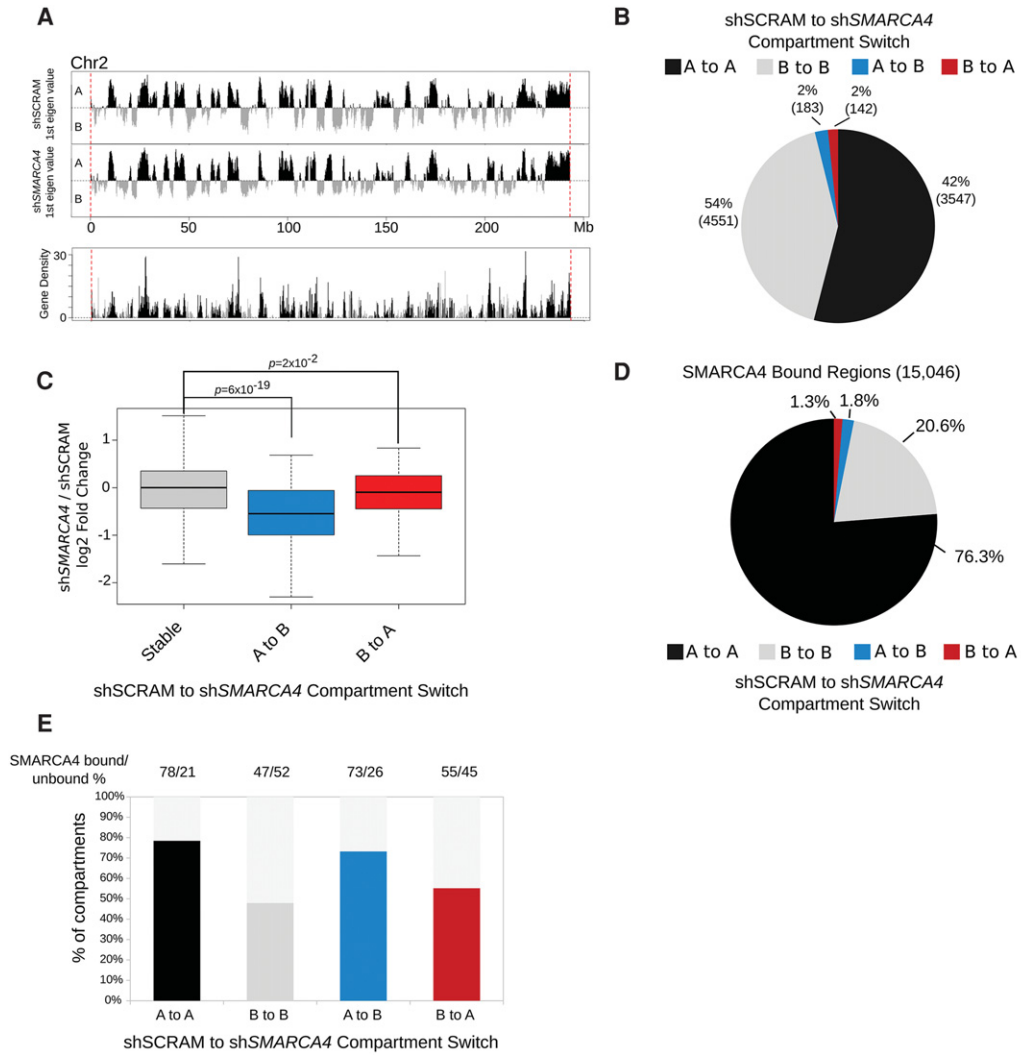 A
Chr2
shSCRAM
1st eigen value
A
B
shSMARCA4
1st eigen value
A
B
0 50 100 150 200 Mb
Gene Density
30
0
B
shSCRAM to shSMARCA4
Compartment Switch
A to A B to B A to B B to A
2%
(183)
2%
(142)
54%
(4551)
42%
(3547)
C
p=2x10-2
p=6x10-19
shSMARCA4 / shSCRAM
log2 Fold Change
1
0
-1
-2
Stable
A to B
B to A
shSCRAM to shSMARCA4 Compartment Switch
D
SMARCA4 Bound Regions (15,046)
1.3%
1.8%
20.6%
76.3%
A to A B to B A to B B to A
shSCRAM to shSMARCA4
Compartment Switch
E
SMARCA4 bound/
unbound %
78/21 47/52 73/26 55/45
% of compartments
100%
90%
80%
70%
60%
50%
40%
30%
20%
10%
0%
A to A B to B A to B B to A
shSCRAM to shSMARCA4 Compartment Switch